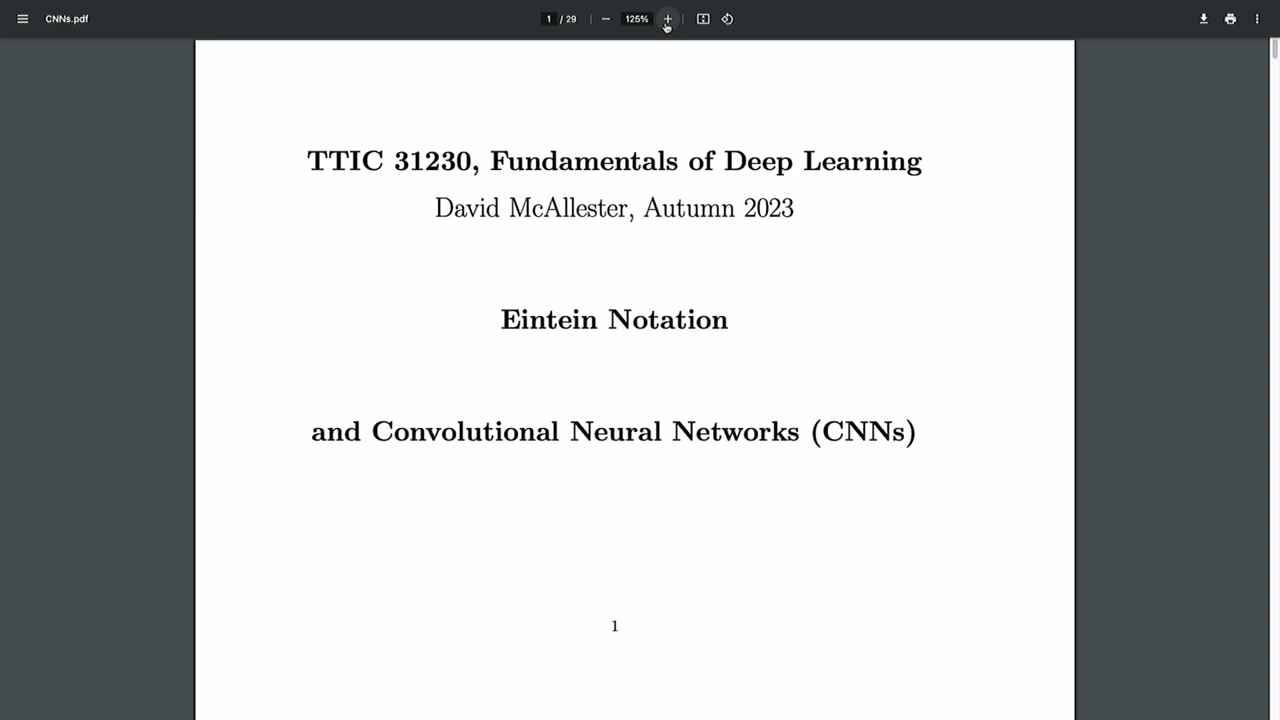 CNNs.pdf
1 / 29
125%
TTIC 31230, Fundamentals of Deep Learning
David McAllester, Autumn 2023
Eintein Notation
and Convolutional Neural Networks (CNNs)
1